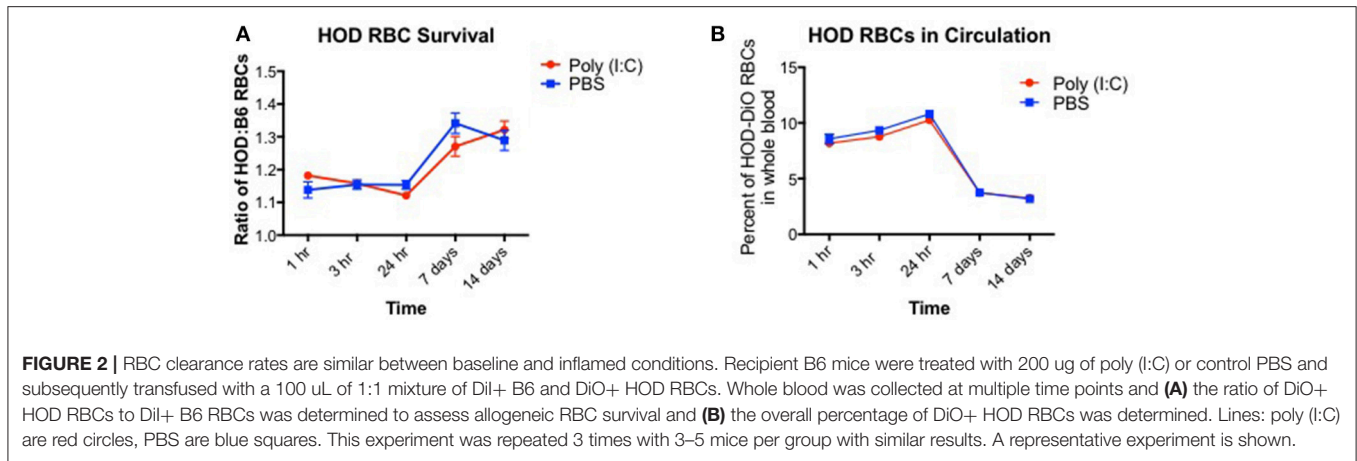 A
HOD RBC Survival
Ratio of HOD:B6 RBCs
1.5
1.4
1.3
1.2
1.1
1.0
Poly (I:C)
PBS
1 hr
3 hr
24 hr
7 days
14 days
Time
B
HOD RBCs in Circulation
Percent of HOD-DiO RBCs
in whole blood
15
10
5
0
Poly (I:C)
PBS
1 hr
3 hr
24 hr
7 days
14 days
Time
FIGURE 2 | RBC clearance rates are similar between baseline and inflamed conditions. Recipient B6 mice were treated with 200 ug of poly (I:C) or control PBS and
subsequently transfused with a 100 uL of 1:1 mixture of DiI+ B6 and DiO+ HOD RBCs. Whole blood was collected at multiple time points and (A) the ratio of DiO+
HOD RBCs to DiI+ B6 RBCs was determined to assess allogeneic RBC survival and (B) the overall percentage of DiO+ HOD RBCs was determined. Lines: poly (I:C)
are red circles, PBS are blue squares. This experiment was repeated 3 times with 3–5 mice per group with similar results. A representative experiment is shown.